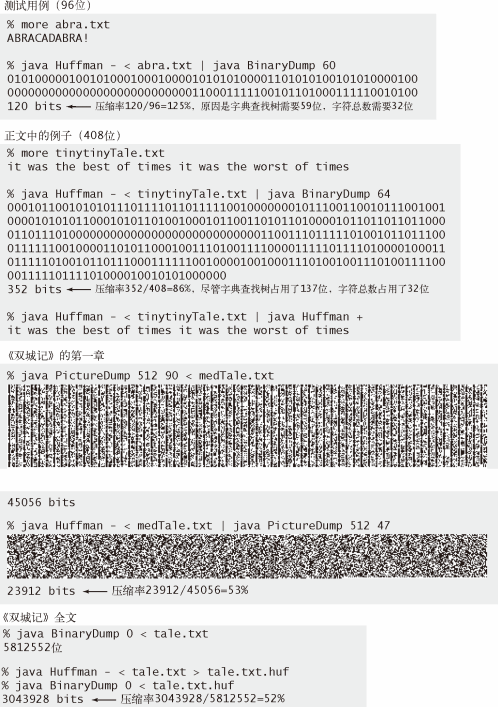 测试用例（96位）
% more abra.txt
ABRACADABRA!
% java Huffman - < abra.txt | java BinaryDump 60
010100000100101000100010000101010100001101010100101010000100
000000000000000000000000000110001111100101101000111110010100
120 bits ← 压缩率120/96=125%，原因是字典查找树需要59位，字符总数需要32位
正文中的例子（408位）
% more tinytinyTale.txt
it was the best of times it was the worst of times
% java Huffman - < tinytinyTale.txt | java BinaryDump 64
0001011001010101110111101101111100100000001011100110010111001001
0000101010110001010110100100010110011010110100001011011011011000
0110111010000000000000000000000000000110011101111101001011011100
0111111001000011010110001001110100111100001111101111010000100011
0111110100101101110001111110010000100100011101001001110100111100
00111110111101000010010101000000
352 bits ← 压缩率352/408=86%，尽管字典查找树占用了137位，字符总数占用了32位
% java Huffman - < tinytinyTale.txt | java Huffman +
it was the best of times it was the worst of times
《双城记》的第一章
% java PictureDump 512 90 < medTale.txt
45056 bits
% java Huffman - < medTale.txt | java PictureDump 512 47
23912 bits ← 压缩率23912/45056=53%
《双城记》全文
% java BinaryDump 0 < tale.txt
5812552位
% java Huffman - < tale.txt > tale.txt.huf
% java BinaryDump 0 < tale.txt.huf
3043928 bits ← 压缩率3043928/5812552=52%